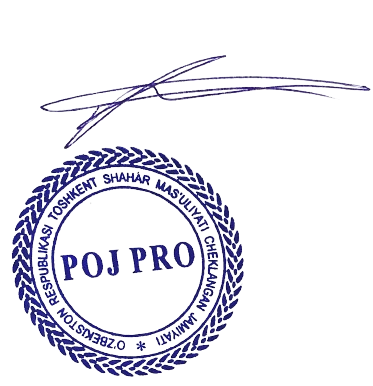 O'ZBEKISTON RESPUBLIKASI TOSHKENT SHAHAR MAS'ULIYATI CHEKLANGAN JAMIYATI *
POJ PRO